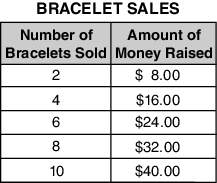 BRACELET SALES
Number of Bracelets Sold Amount of Money Raised
2 $ 8.00
4 $16.00
6 $24.00
8 $32.00
10 $40.00